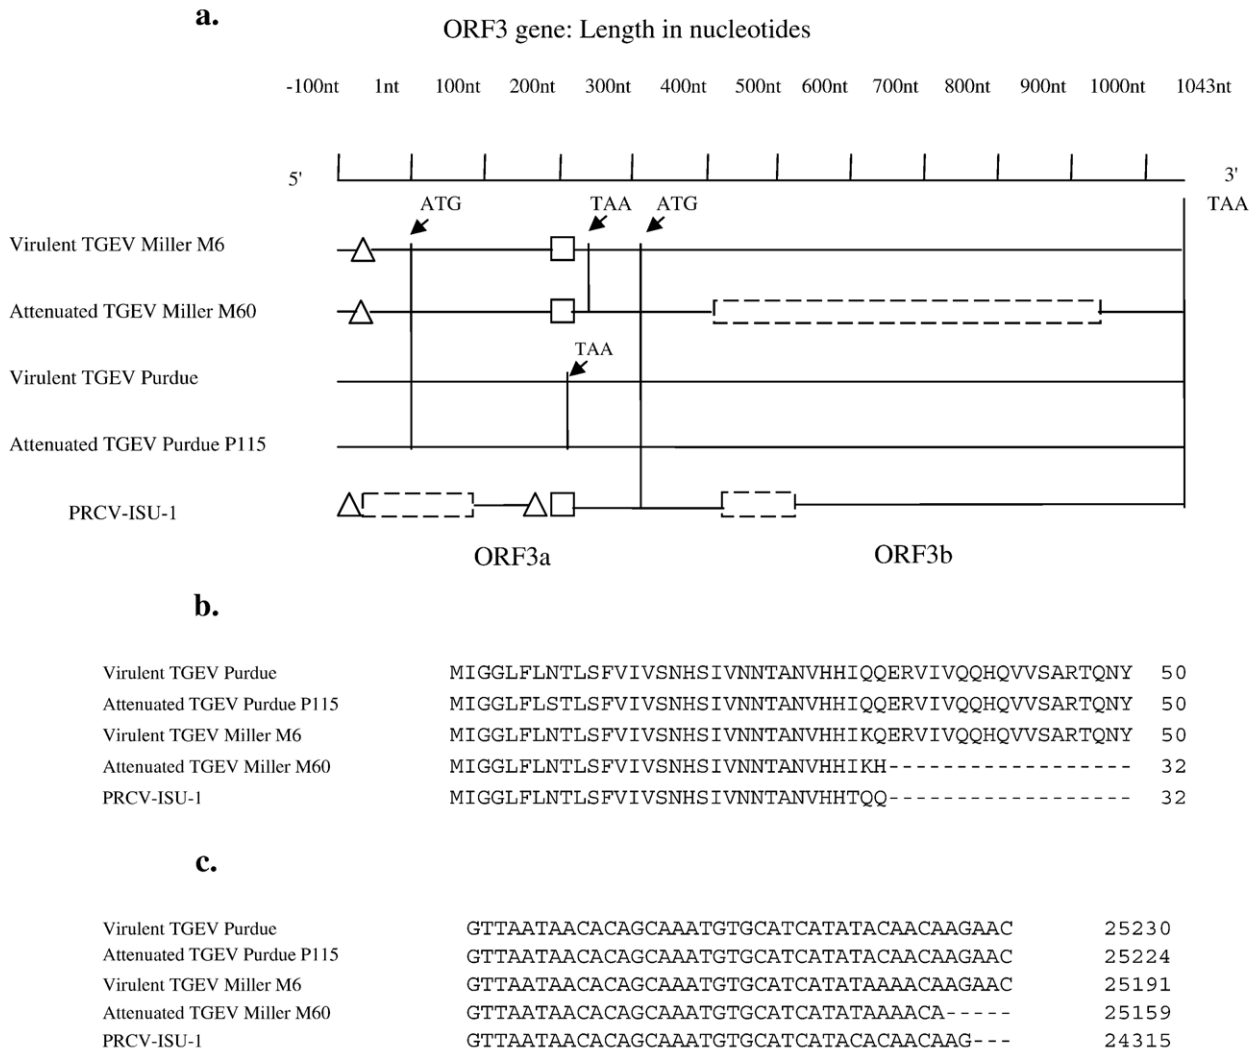 a.
ORF3 gene: Length in nucleotides
-100nt 1nt 100nt 200nt 300nt 400nt 500nt 600nt 700nt 800nt 900nt 1000nt 1043nt
5' 3'
ATG TAA ATG TAA
Virulent TGEV Miller M6
Attenuated TGEV Miller M60
TAA
Virulent TGEV Purdue
Attenuated TGEV Purdue P115
PRCV-ISU-1
ORF3a ORF3b
b.
Virulent TGEV Purdue MIGGLFLNTLSFVIVSNHSIVNNTANVHHIQQERVIVQQHQVVSARTQNY 50
Attenuated TGEV Purdue P115 MIGGLFLSTLSFVIVSNHSIVNNTANVHHIQQERVIVQQHQVVSARTQNY 50
Virulent TGEV Miller M6 MIGGLFLNTLSFVIVSNHSIVNNTANVHHIKQERVIVQQHQVVSARTQNY 50
Attenuated TGEV Miller M60 MIGGLFLNTLSFVIVSNHSIVNNTANVHHIKH------------------ 32
PRCV-ISU-1 MIGGLFLNTLSFVIVSNHSIVNNTANVHHTQQ------------------ 32
c.
Virulent TGEV Purdue GTTAATAACACAGCAAATGTGCATCATATACAACAAGAAC 25230
Attenuated TGEV Purdue P115 GTTAATAACACAGCAAATGTGCATCATATACAACAAGAAC 25224
Virulent TGEV Miller M6 GTTAATAACACAGCAAATGTGCATCATATAAAACAAGAAC 25191
Attenuated TGEV Miller M60 GTTAATAACACAGCAAATGTGCATCATATAAAACA----- 25159
PRCV-ISU-1 GTTAATAACACAGCAAATGTGCATCATACACAACAAG--- 24315